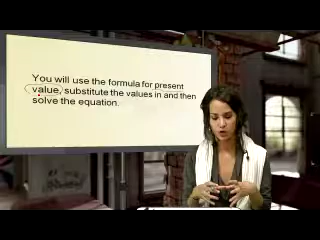 You will use the formula for present
value, substitute the values in and then
solve the equation.